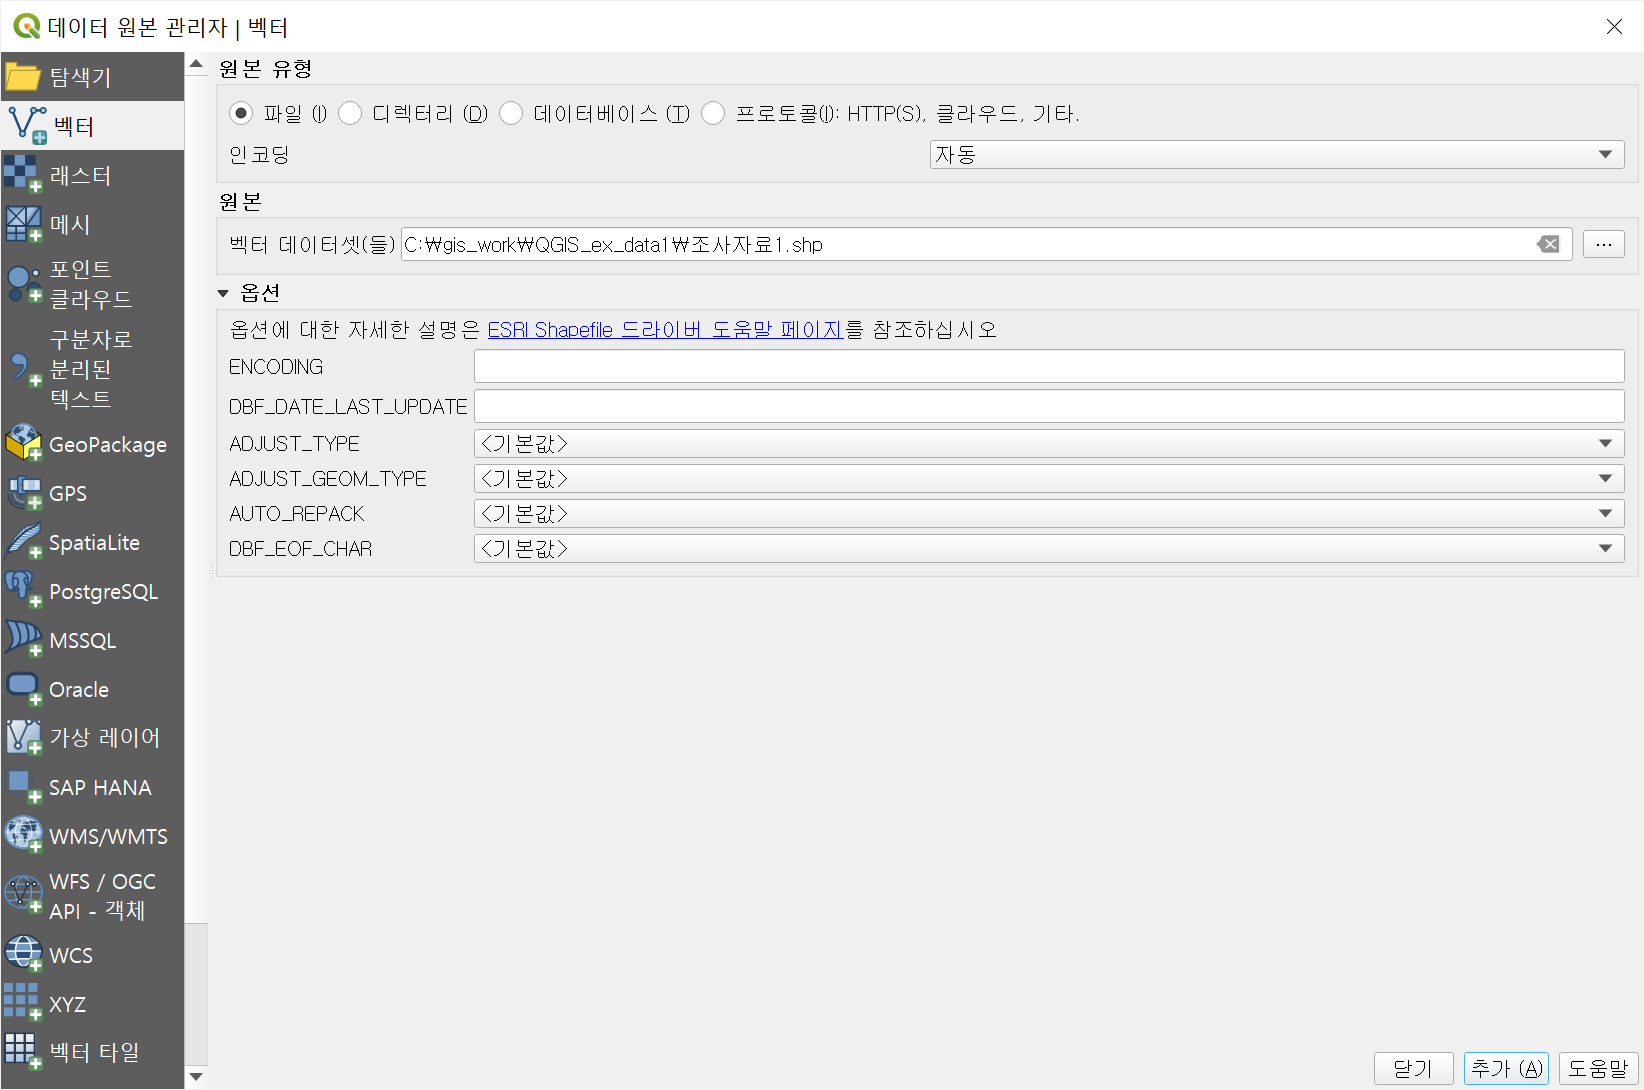 데이터 원본 관리자 | 벡터
탐색기
벡터
래스터
메시
포인트
클라우드
구분자로
분리된
텍스트
GeoPackage
GPS
SpatiaLite
PostgreSQL
MSSQL
Oracle
가상 레이어
SAP HANA
WMS/WMTS
WFS / OGC
API - 객체
WCS
XYZ
벡터 타일
원본 유형
파일 (I) 디렉터리 (D) 데이터베이스 (T) 프로토콜(I): HTTP(S), 클라우드, 기타.
인코딩 자동
원본
벡터 데이터셋(들) C:₩gis_work₩QGIS_ex_data1₩조사자료1.shp ...
옵션
옵션에 대한 자세한 설명은 ESRI Shapefile 드라이버 도움말 페이지를 참조하십시오
ENCODING
DBF_DATE_LAST_UPDATE
ADJUST_TYPE <기본값>
ADJUST_GEOM_TYPE <기본값>
AUTO_REPACK <기본값>
DBF_EOF_CHAR <기본값>
닫기 추가 (A) 도움말